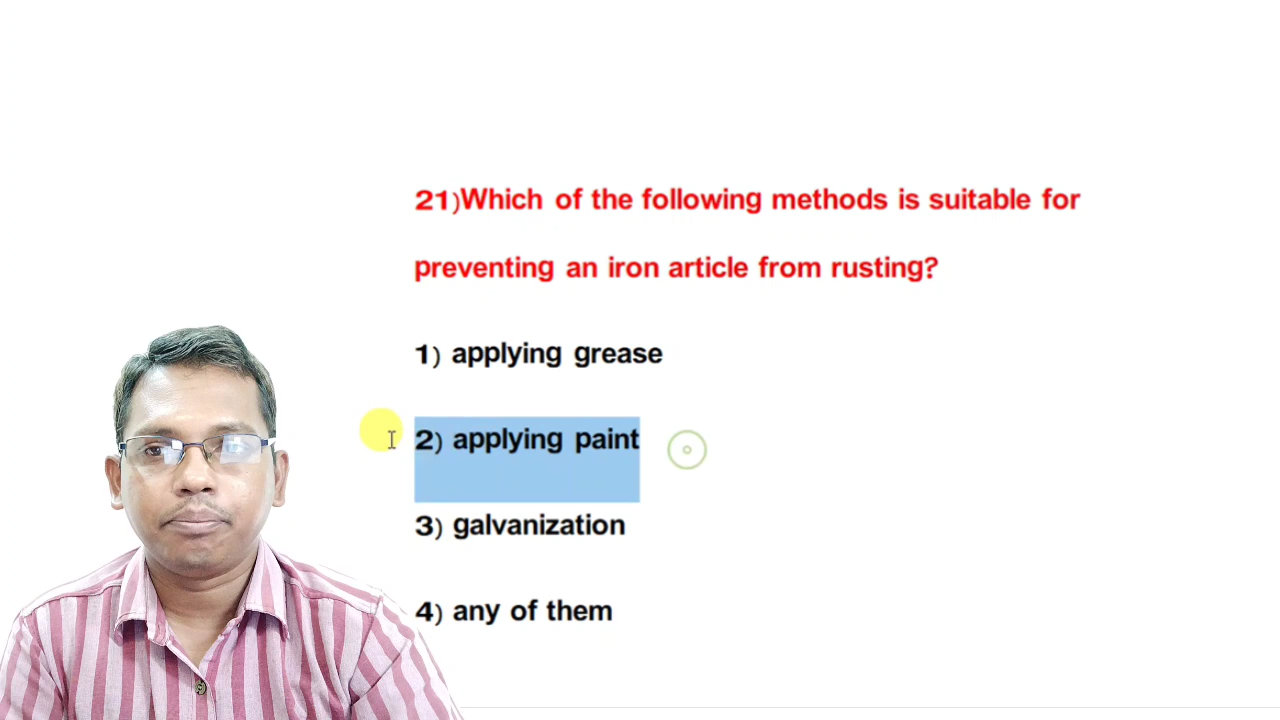 21)Which of the following methods is suitable for
preventing an iron article from rusting?
1) applying grease
2) applying paint
3) galvanization
4) any of them